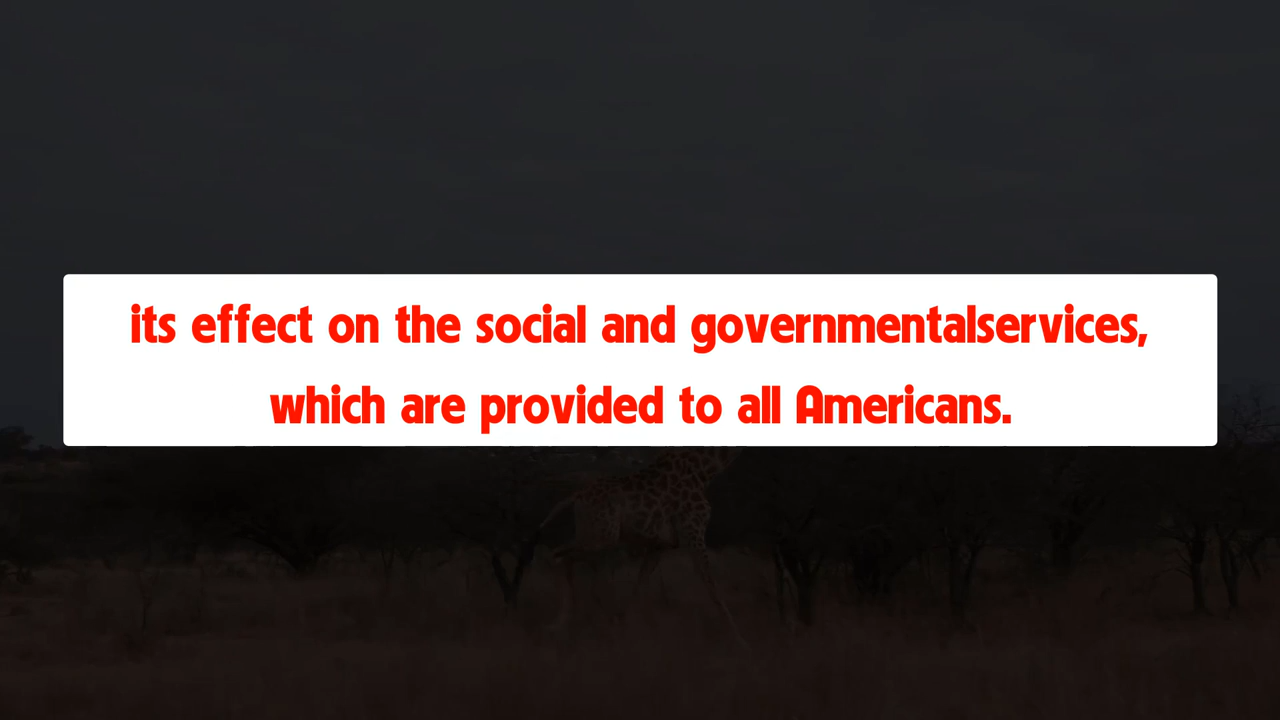 its effect on the social and governmentalservices,
which are provided to all Americans.